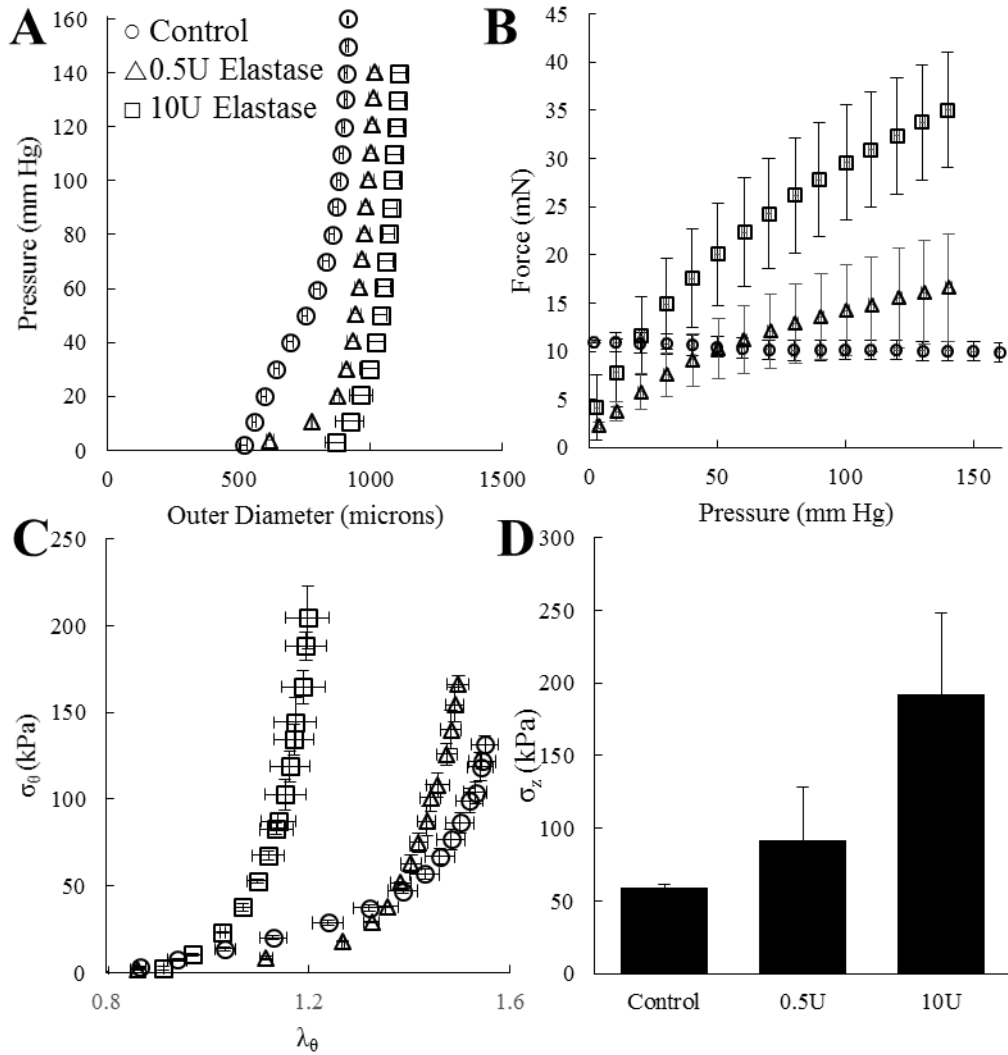 A
160
140
120
100
80
60
40
20
0
Pressure (mm Hg)
Control
0.5U Elastase
10U Elastase
0
500
1000
1500
Outer Diameter (microns)
B
45
40
35
30
25
20
15
10
5
0
Force (mN)
0
50
100
150
Pressure (mm Hg)
C
250
200
150
100
50
0
σθ (kPa)
0.8
1.2
1.6
λθ
D
300
250
200
150
100
50
0
σz (kPa)
Control
0.5U
10U